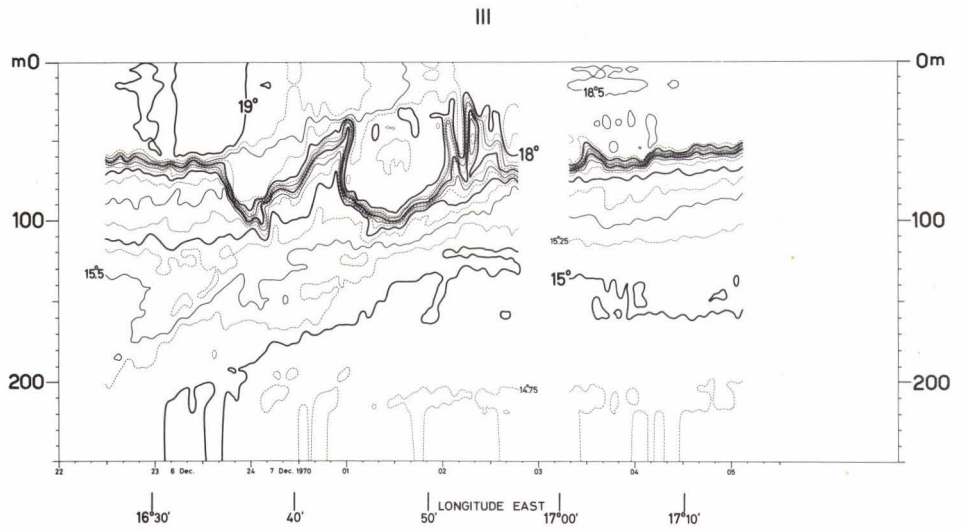 III
m0 0m
18°5
19°
18°
100 100
15.25
15.5 15°
200 200
14.75
22 23 6 Dec. 24 7 Dec. 1970 01 02 03 04 05
LONGITUDE EAST
16°30' 40' 50' 17°00' 17°10'